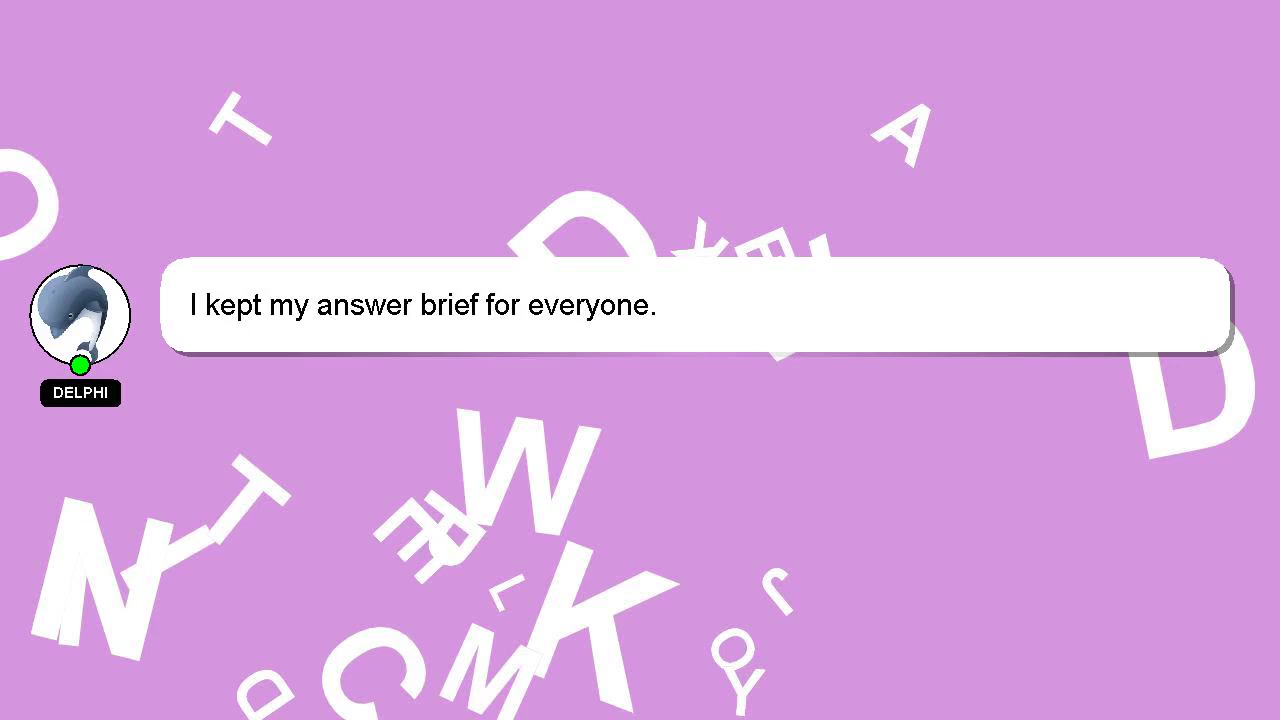 I kept my answer brief for everyone.
DELPHI
T
A
O
D
K
E
D
W
T
N
E
R
L
K
J
M
O
Y
C
D